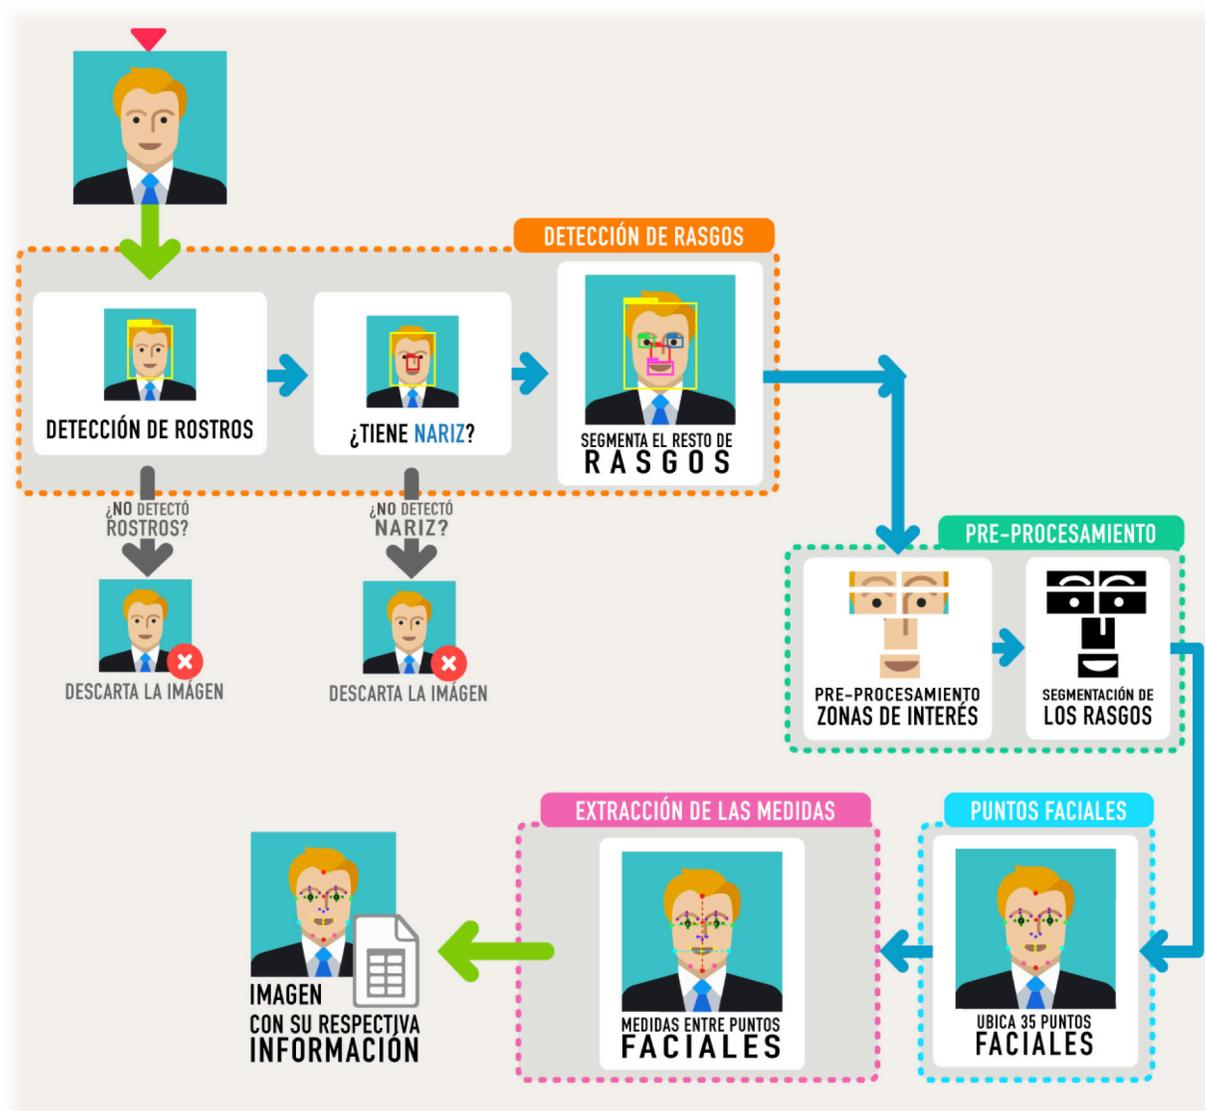 DETECCIÓN DE RASGOS
DETECCIÓN DE ROSTROS
¿TIENE NARIZ?
SEGMENTA EL RESTO DE
RASGOS
¿NO DETECTÓ
ROSTROS?
¿NO DETECTÓ
NARIZ?
DESCARTA LA IMÁGEN
DESCARTA LA IMÁGEN
PRE-PROCESAMIENTO
PRE-PROCESAMIENTO
ZONAS DE INTERÉS
SEGMENTACIÓN DE
LOS RASGOS
PUNTOS FACIALES
UBICA 35 PUNTOS
FACIALES
EXTRACCIÓN DE LAS MEDIDAS
MEDIDAS ENTRE PUNTOS
FACIALES
IMAGEN
CON SU RESPECTIVA
INFORMACIÓN